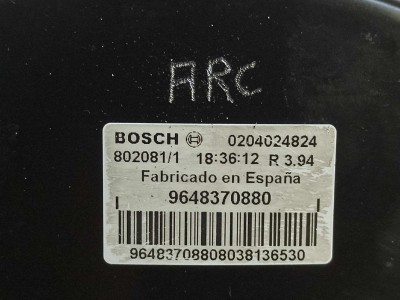 ARC
BOSCH 0204024824
802081/1 18:36:12 R 3.94
Fabricado en España
9648370880
96483708808038136530